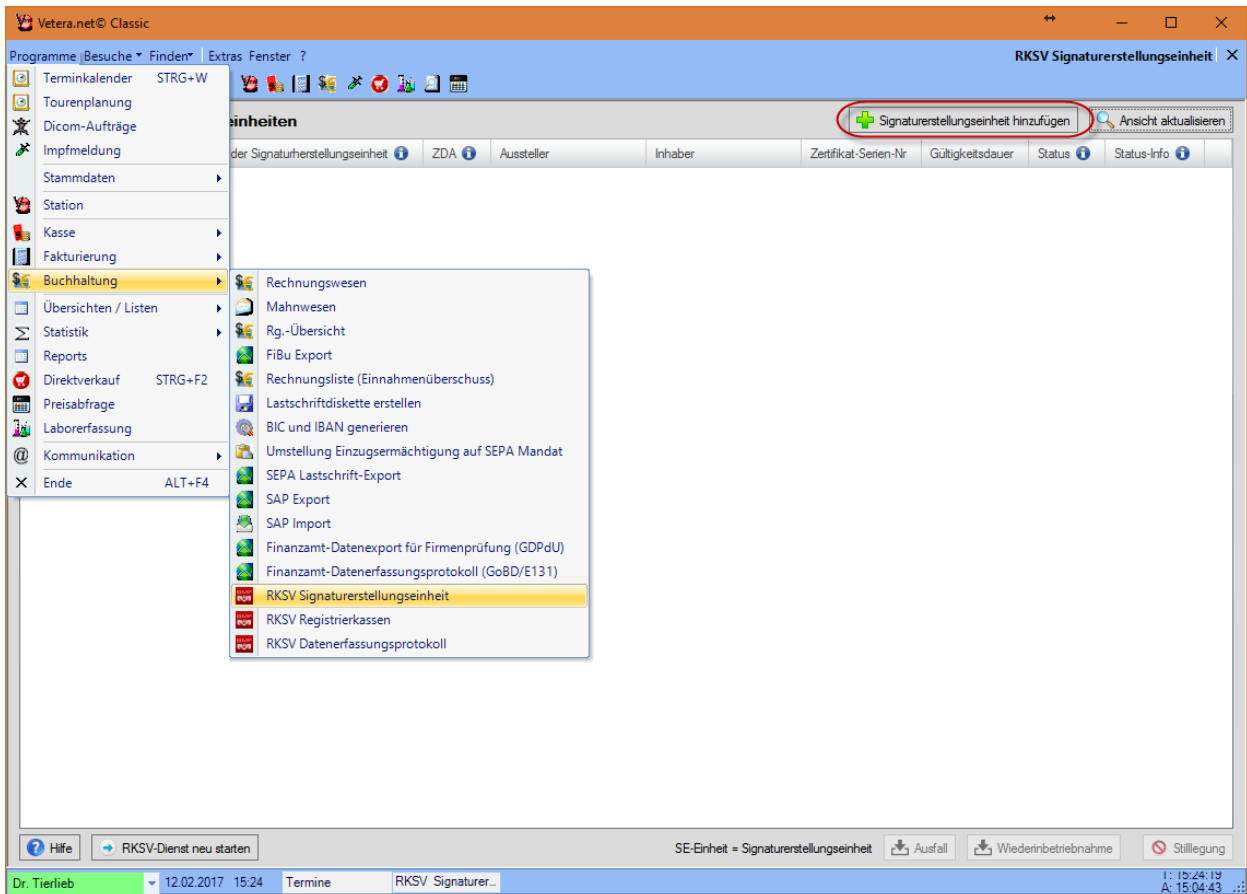 Vetera.net© Classic
Programme Besuche Finden Extras Fenster ?
RKSV Signaturerstellungseinheit
einheiten
Signaturerstellungseinheit hinzufügen
Ansicht aktualisieren
der Signaturherstellungseinheit ZDA Aussteller Inhaber Zertifikat-Serien-Nr Gültigkeitsdauer Status Status-Info
Terminkalender STRG+W
Tourenplanung
Dicom-Aufträge
Impfmeldung
Stammdaten
Station
Kasse
Fakturierung
Buchhaltung
Übersichten / Listen
Statistik
Reports
Direktverkauf STRG+F2
Preisabfrage
Laborerfassung
Kommunikation
Ende ALT+F4
Rechnungswesen
Mahnwesen
Rg.-Übersicht
FiBu Export
Rechnungsliste (Einnahmenüberschuss)
Lastschriftdiskette erstellen
BIC und IBAN generieren
Umstellung Einzugsermächtigung auf SEPA Mandat
SEPA Lastschrift-Export
SAP Export
SAP Import
Finanzamt-Datenexport für Firmenprüfung (GDPdU)
Finanzamt-Datenerfassungsprotokoll (GoBD/E131)
RKSV Signaturerstellungseinheit
RKSV Registrierkassen
RKSV Datenerfassungsprotokoll
Hilfe
RKSV-Dienst neu starten
SE-Einheit = Signaturerstellungseinheit
Ausfall
Wiederinbetriebnahme
Stilllegung
Dr. Tierlieb
12.02.2017 15:24
Termine
RKSV Signaturer...
T: 15:24:19
A: 15:04:43